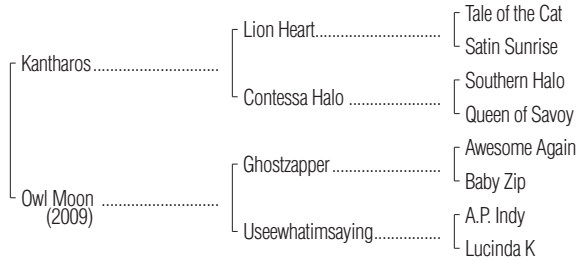 Tale of the Cat
Lion Heart
Satin Sunrise
Kantharos
Southern Halo
Contessa Halo
Queen of Savoy
Awesome Again
Ghostzapper
Baby Zip
Owl Moon
(2009)
A.P. Indy
Useewhatimsaying
Lucinda K